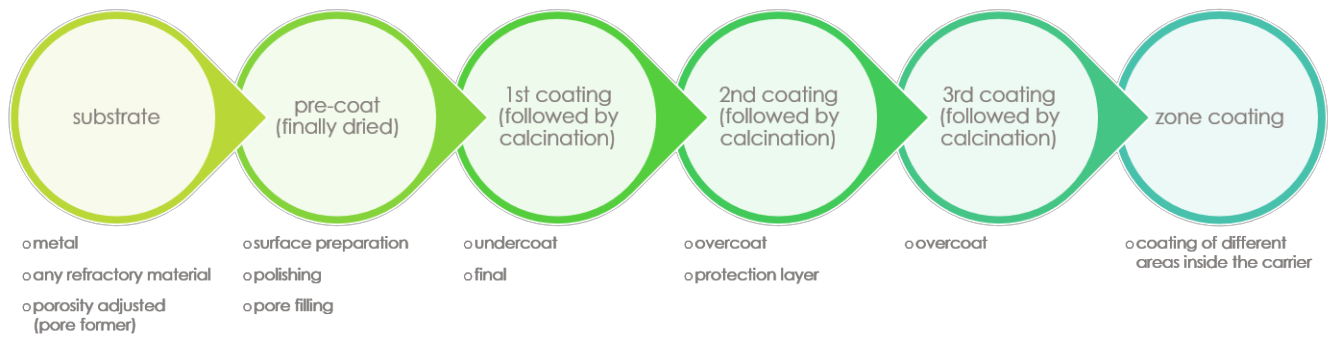 substrate
pre-coat
(finally dried)
1st coating
(followed by
calcination)
2nd coating
(followed by
calcination)
3rd coating
(followed by
calcination)
zone coating
metal
any refractory material
porosity adjusted
(pore former)
surface preparation
polishing
pore filling
undercoat
final
overcoat
protection layer
overcoat
coating of different
areas inside the carrier